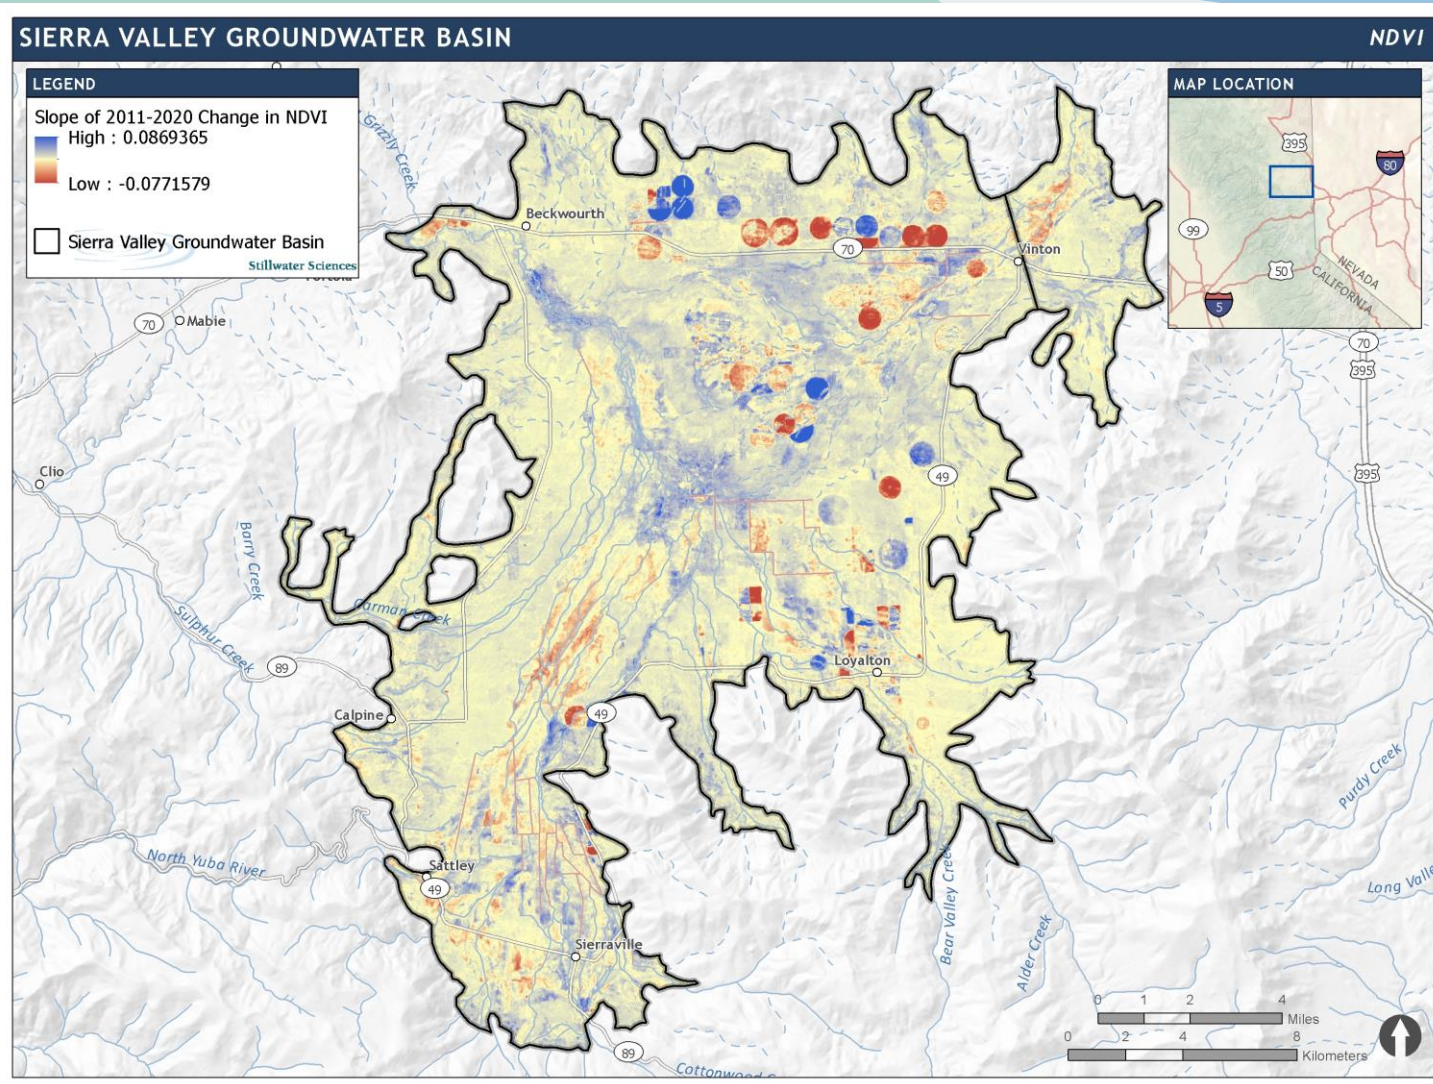 SIERRA VALLEY GROUNDWATER BASIN
NDVI
LEGEND
Slope of 2011-2020 Change in NDVI
High : 0.0869365
Low : -0.0771579
Sierra Valley Groundwater Basin
Stillwater Sciences
MAP LOCATION
395
80
99
50
NEVADA
CALIFORNIA
5
Grizzly Creek
Beckwourth
70
Vinton
Portola
70
Mabie
70
395
Clio
395
49
Barry Creek
Carman Creek
Sulphur Creek
89
Loyalton
Calpine
49
Purdy Creek
North Yuba River
Sattley
49
Bear Valley Creek
Long Valle
Alder Creek
Sierraville
0 1 2 4
Miles
0 2 4 8
Kilometers
89
Cottonwood C